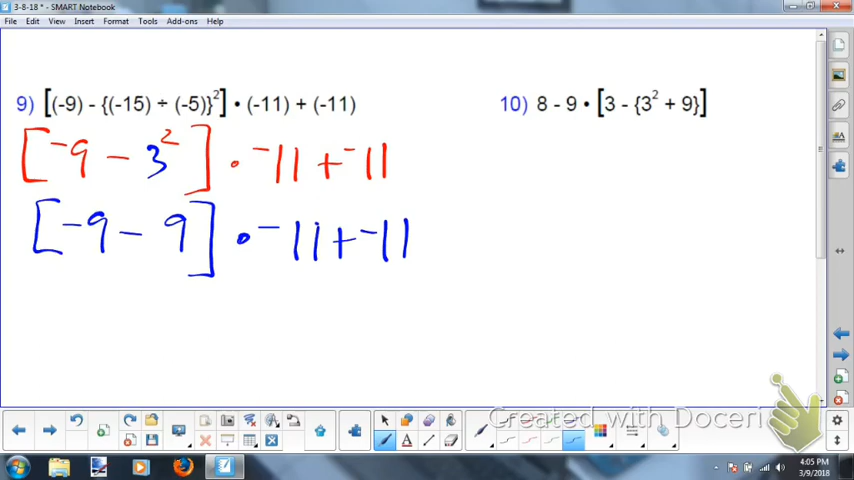 3-8-18 * - SMART Notebook
File Edit View Insert Format Tools Add-ons Help
9) [(-9) - {(-15) ÷ (-5)}²] • (-11) + (-11)
[⁻9 − 3²] • ⁻11 + ⁻11
[⁻9 − 9] • ⁻11 + ⁻11
10) 8 - 9 • [3 - {3² + 9}]
Created with Doceri
4:05 PM
3/9/2018